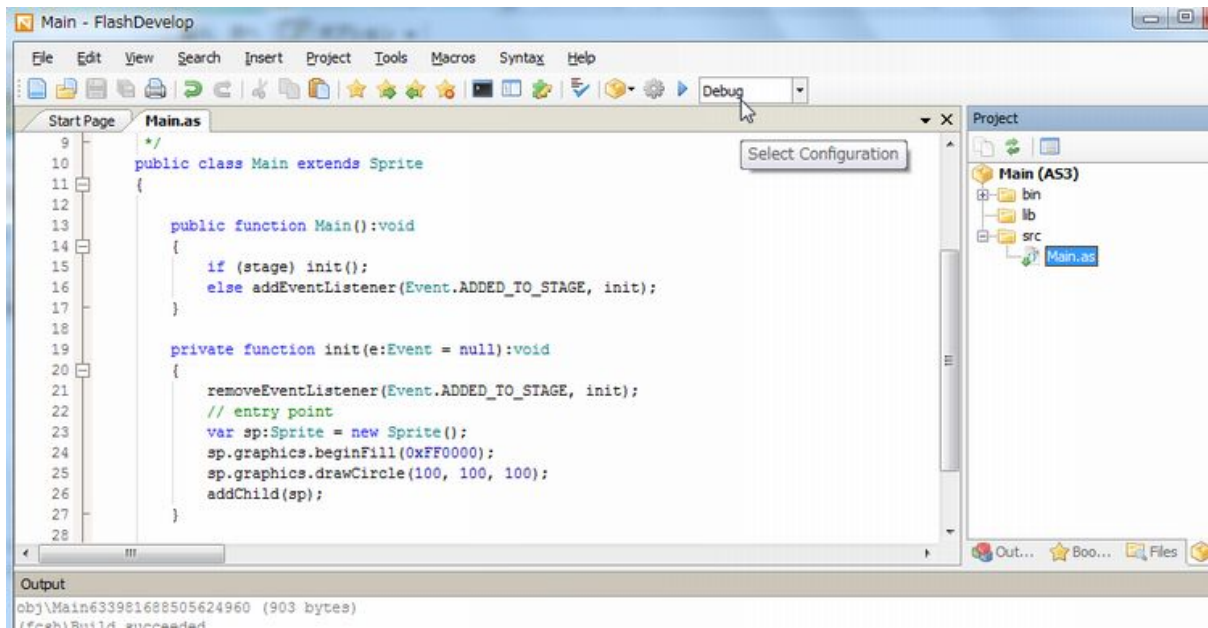 Main - FlashDevelop
File Edit View Search Insert Project Tools Macros Syntax Help
Debug
Start Page Main.as
Select Configuration
9 */
10 public class Main extends Sprite
11 {
12
13 public function Main():void
14 {
15 if (stage) init();
16 else addEventListener(Event.ADDED_TO_STAGE, init);
17 }
18
19 private function init(e:Event = null):void
20 {
21 removeEventListener(Event.ADDED_TO_STAGE, init);
22 // entry point
23 var sp:Sprite = new Sprite();
24 sp.graphics.beginFill(0xFF0000);
25 sp.graphics.drawCircle(100, 100, 100);
26 addChild(sp);
27 }
28
Project
Main (AS3)
bin
lib
src
Main.as
Out... Boo... Files
Output
obj\Main633981688505624960 (903 bytes)
(fcsh)Build succeeded